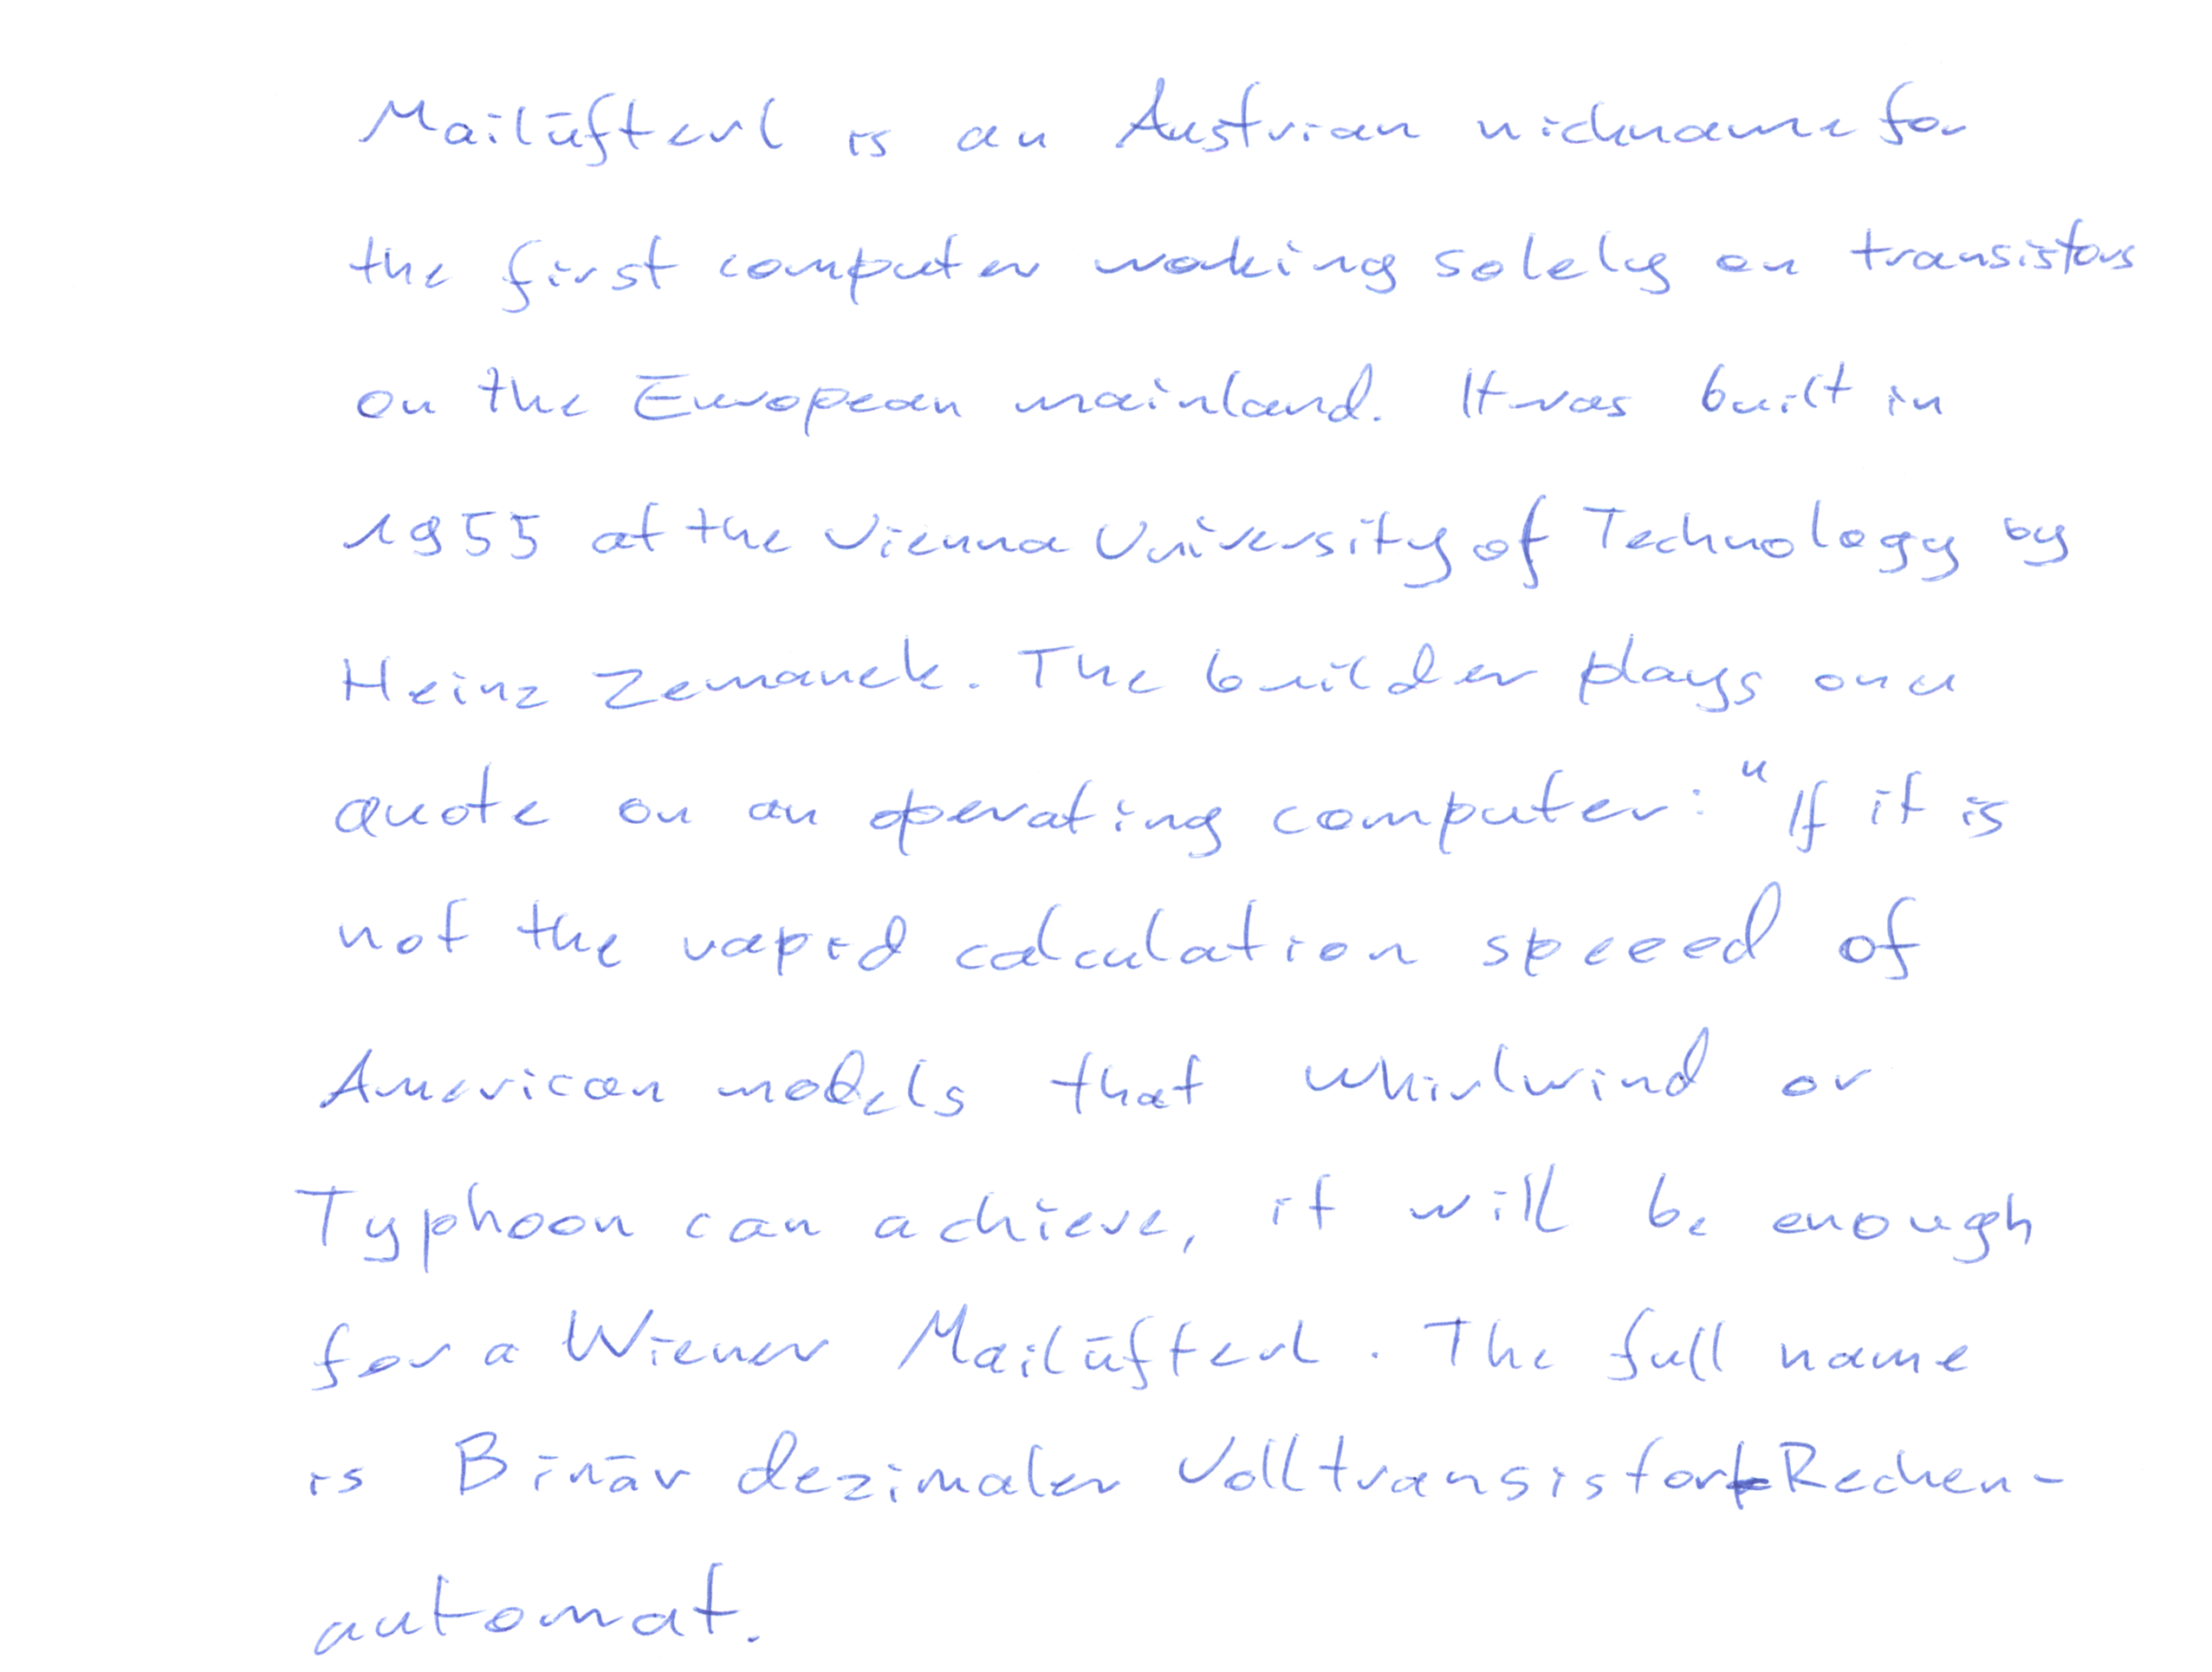 Mailüfterl is an Austrian nickname for
the first computer working solely on transistors
on the European mainland. It was built in
1955 at the Vienna University of Technology by
Heinz Zemanek. The builder plays on a
quote on an operating computer: "If it is
not the rapid calculation speeed of
American models that Whirlwind or
Typhoon can achieve, it will be enough
for a Wiener Mailüfterl. The full name
is Binär dezimaler Volltransistor-Rechen-
automat.